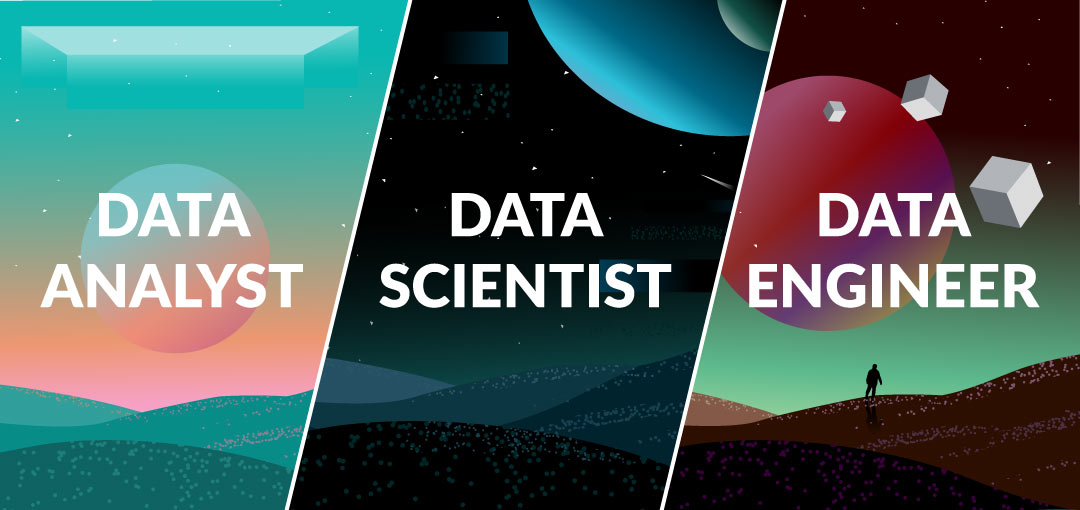 DATA
ANALYST
DATA
SCIENTIST
DATA
ENGINEER